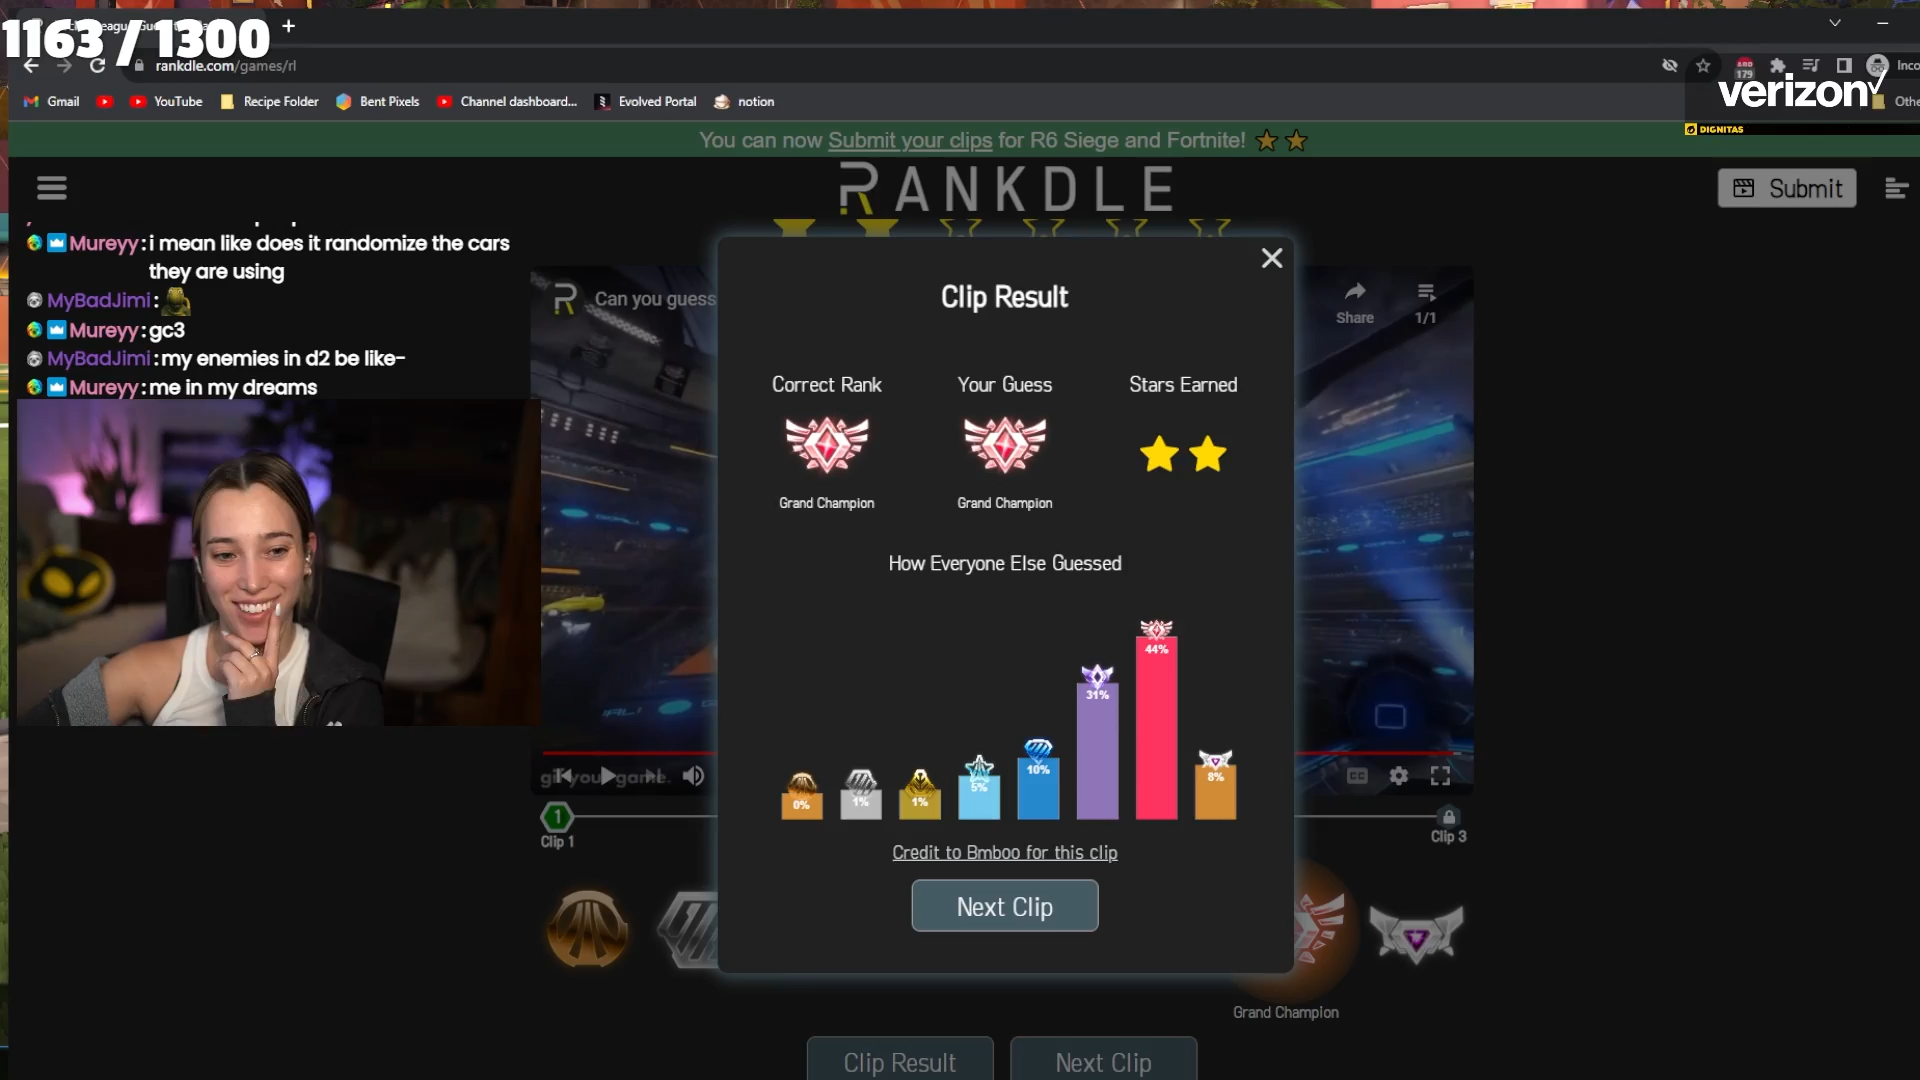 1163 / 1300
rankdle.com/games/rl
179
Inco
Gmail
YouTube
Recipe Folder
Bent Pixels
Channel dashboard...
Evolved Portal
notion
Othe
verizon✓
DIGNITAS
You can now Submit your clips for R6 Siege and Fortnite!
RANKDLE
Submit
Mureyy: i mean like does it randomize the cars
they are using
MyBadJimi:
Mureyy: gc3
MyBadJimi: my enemies in d2 be like-
Mureyy: me in my dreams
Can you guess
Share
1/1
Clip Result
Correct Rank
Your Guess
Stars Earned
Grand Champion
Grand Champion
How Everyone Else Guessed
0%
1%
1%
5%
10%
31%
44%
8%
Credit to Bmboo for this clip
Next Clip
CC
1
Clip 1
Clip 3
Grand Champion
Clip Result
Next Clip